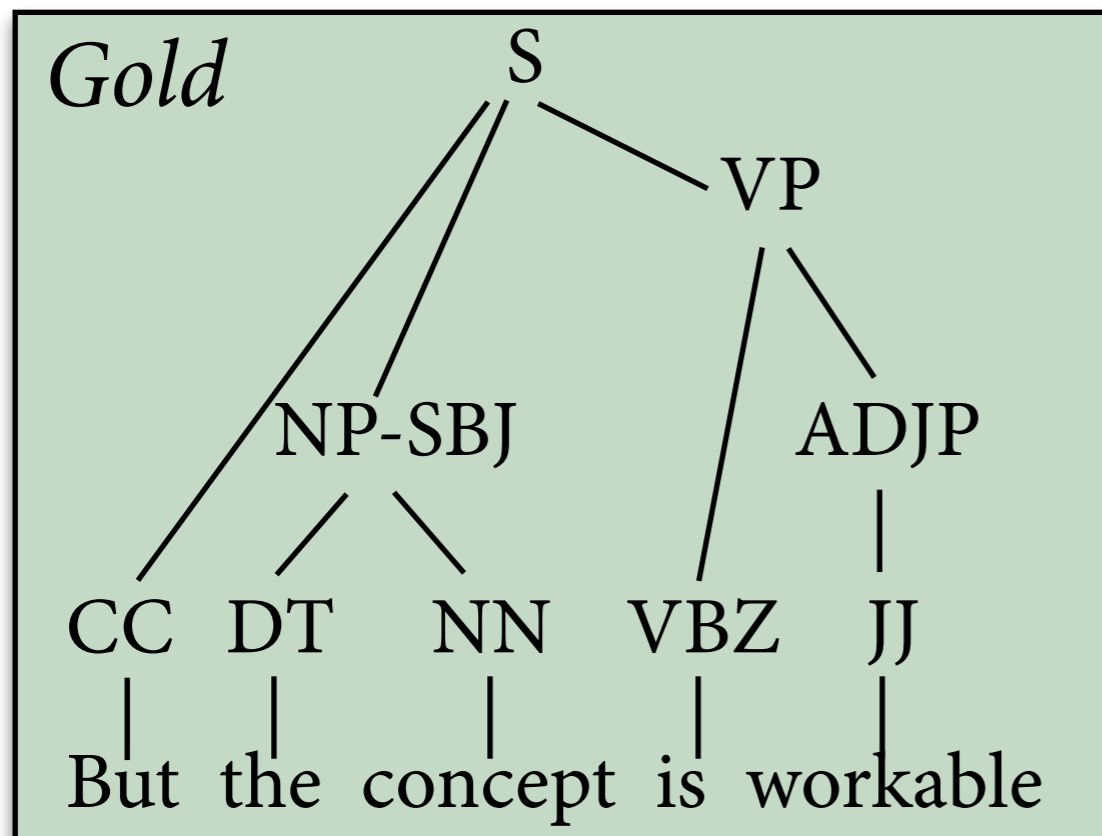 Gold
S
VP
NP-SBJ ADJP
CC DT NN VBZ JJ
But the concept is workable